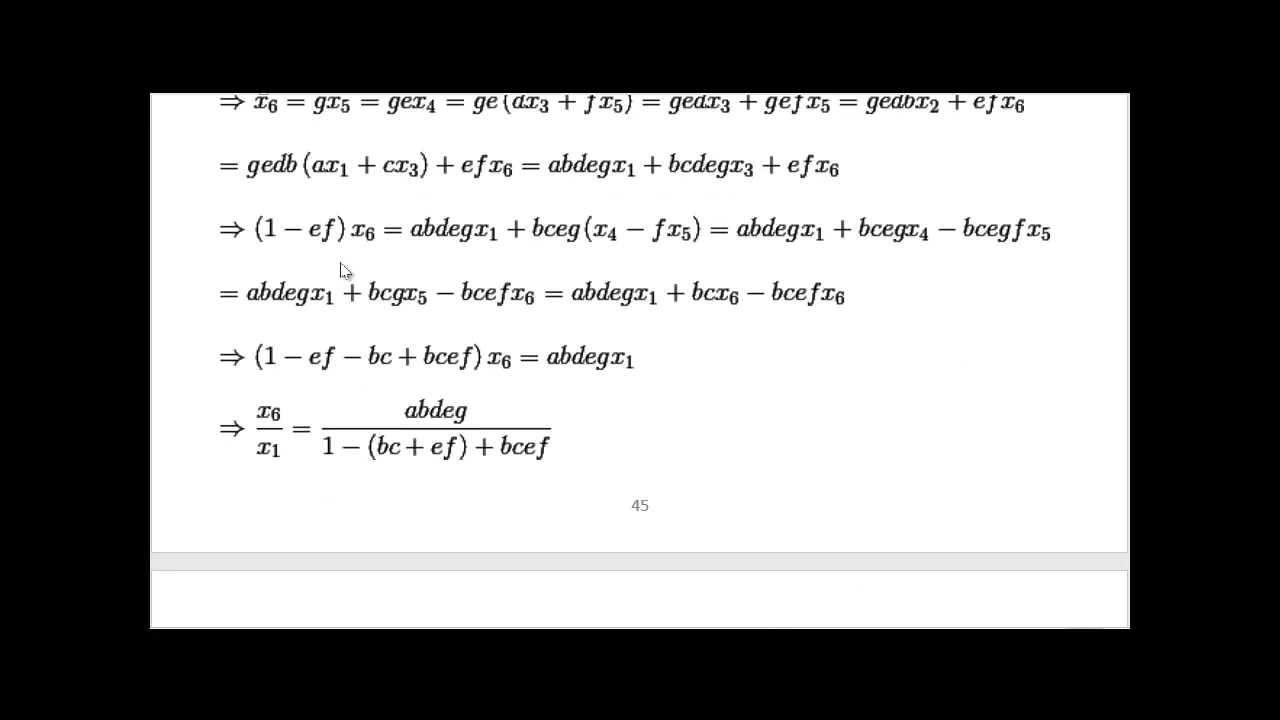 ⇒ x₆ = gx₅ = gex₄ = ge (dx₃ + fx₅) = gedx₃ + gefx₅ = gedbx₂ + efx₆
= gedb (ax₁ + cx₃) + efx₆ = abdegx₁ + bcdegx₃ + efx₆
⇒ (1 − ef) x₆ = abdegx₁ + bceg (x₄ − fx₅) = abdegx₁ + bcegx₄ − bcegfx₅
= abdegx₁ + bcgx₅ − bcefx₆ = abdegx₁ + bcx₆ − bcefx₆
⇒ (1 − ef − bc + bcef) x₆ = abdegx₁
⇒ x₆/x₁ = abdeg/(1 − (bc + ef) + bcef)
45